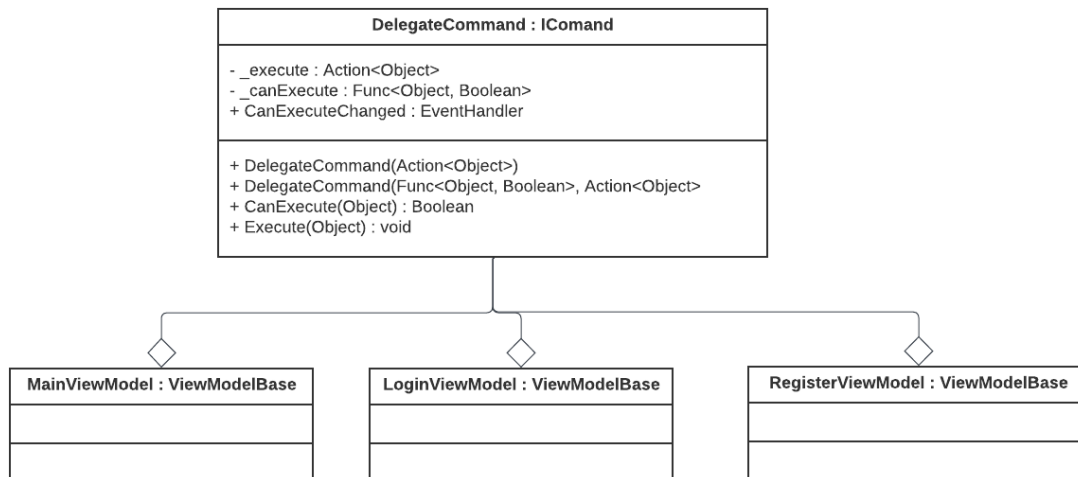 DelegateCommand : IComand
- _execute : Action<Object>
- _canExecute : Func<Object, Boolean>
+ CanExecuteChanged : EventHandler
+ DelegateCommand(Action<Object>)
+ DelegateCommand(Func<Object, Boolean>, Action<Object>
+ CanExecute(Object) : Boolean
+ Execute(Object) : void
MainViewModel : ViewModelBase
LoginViewModel : ViewModelBase
RegisterViewModel : ViewModelBase